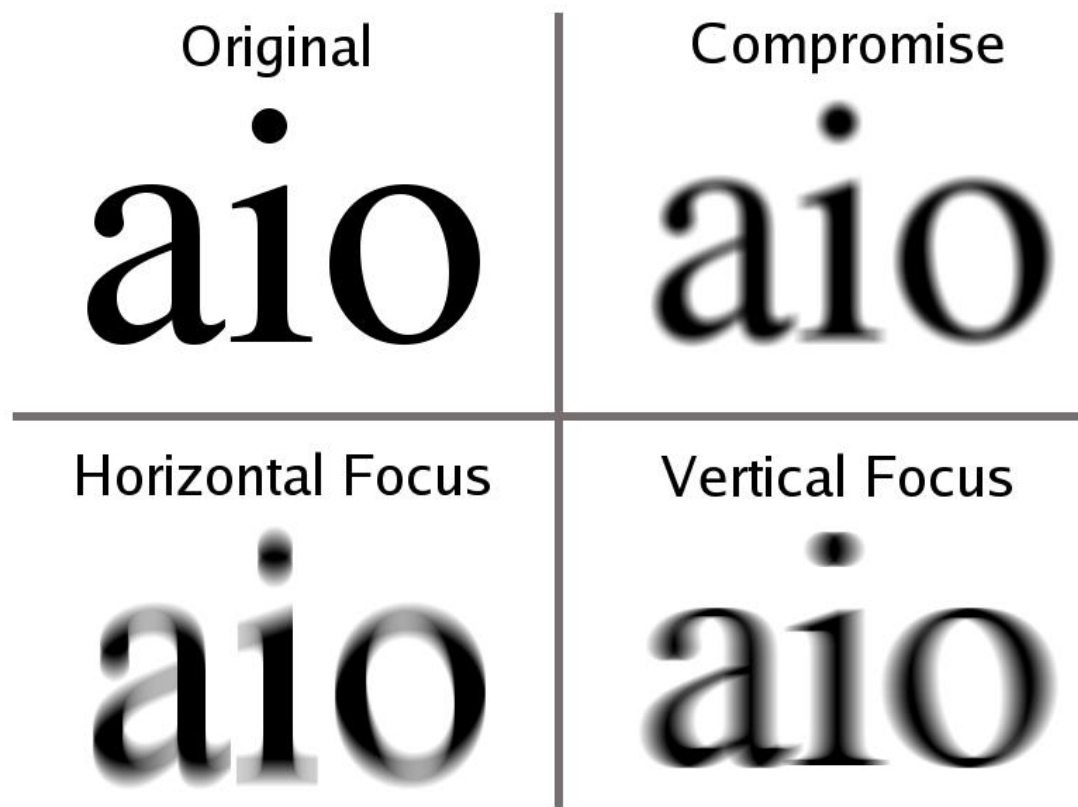 Original
aio
Compromise
aio
Horizontal Focus
aio
Vertical Focus
aio